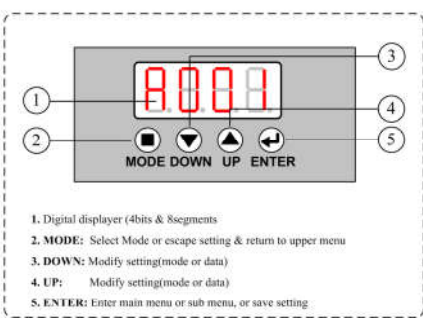 A001
1
2
3
4
5
MODE DOWN UP ENTER
1. Digital displayer (4bits & 8segments
2. MODE: Select Mode or escape setting & return to upper menu
3. DOWN: Modify setting(mode or data)
4. UP: Modify setting(mode or data)
5. ENTER: Enter main menu or sub menu, or save setting